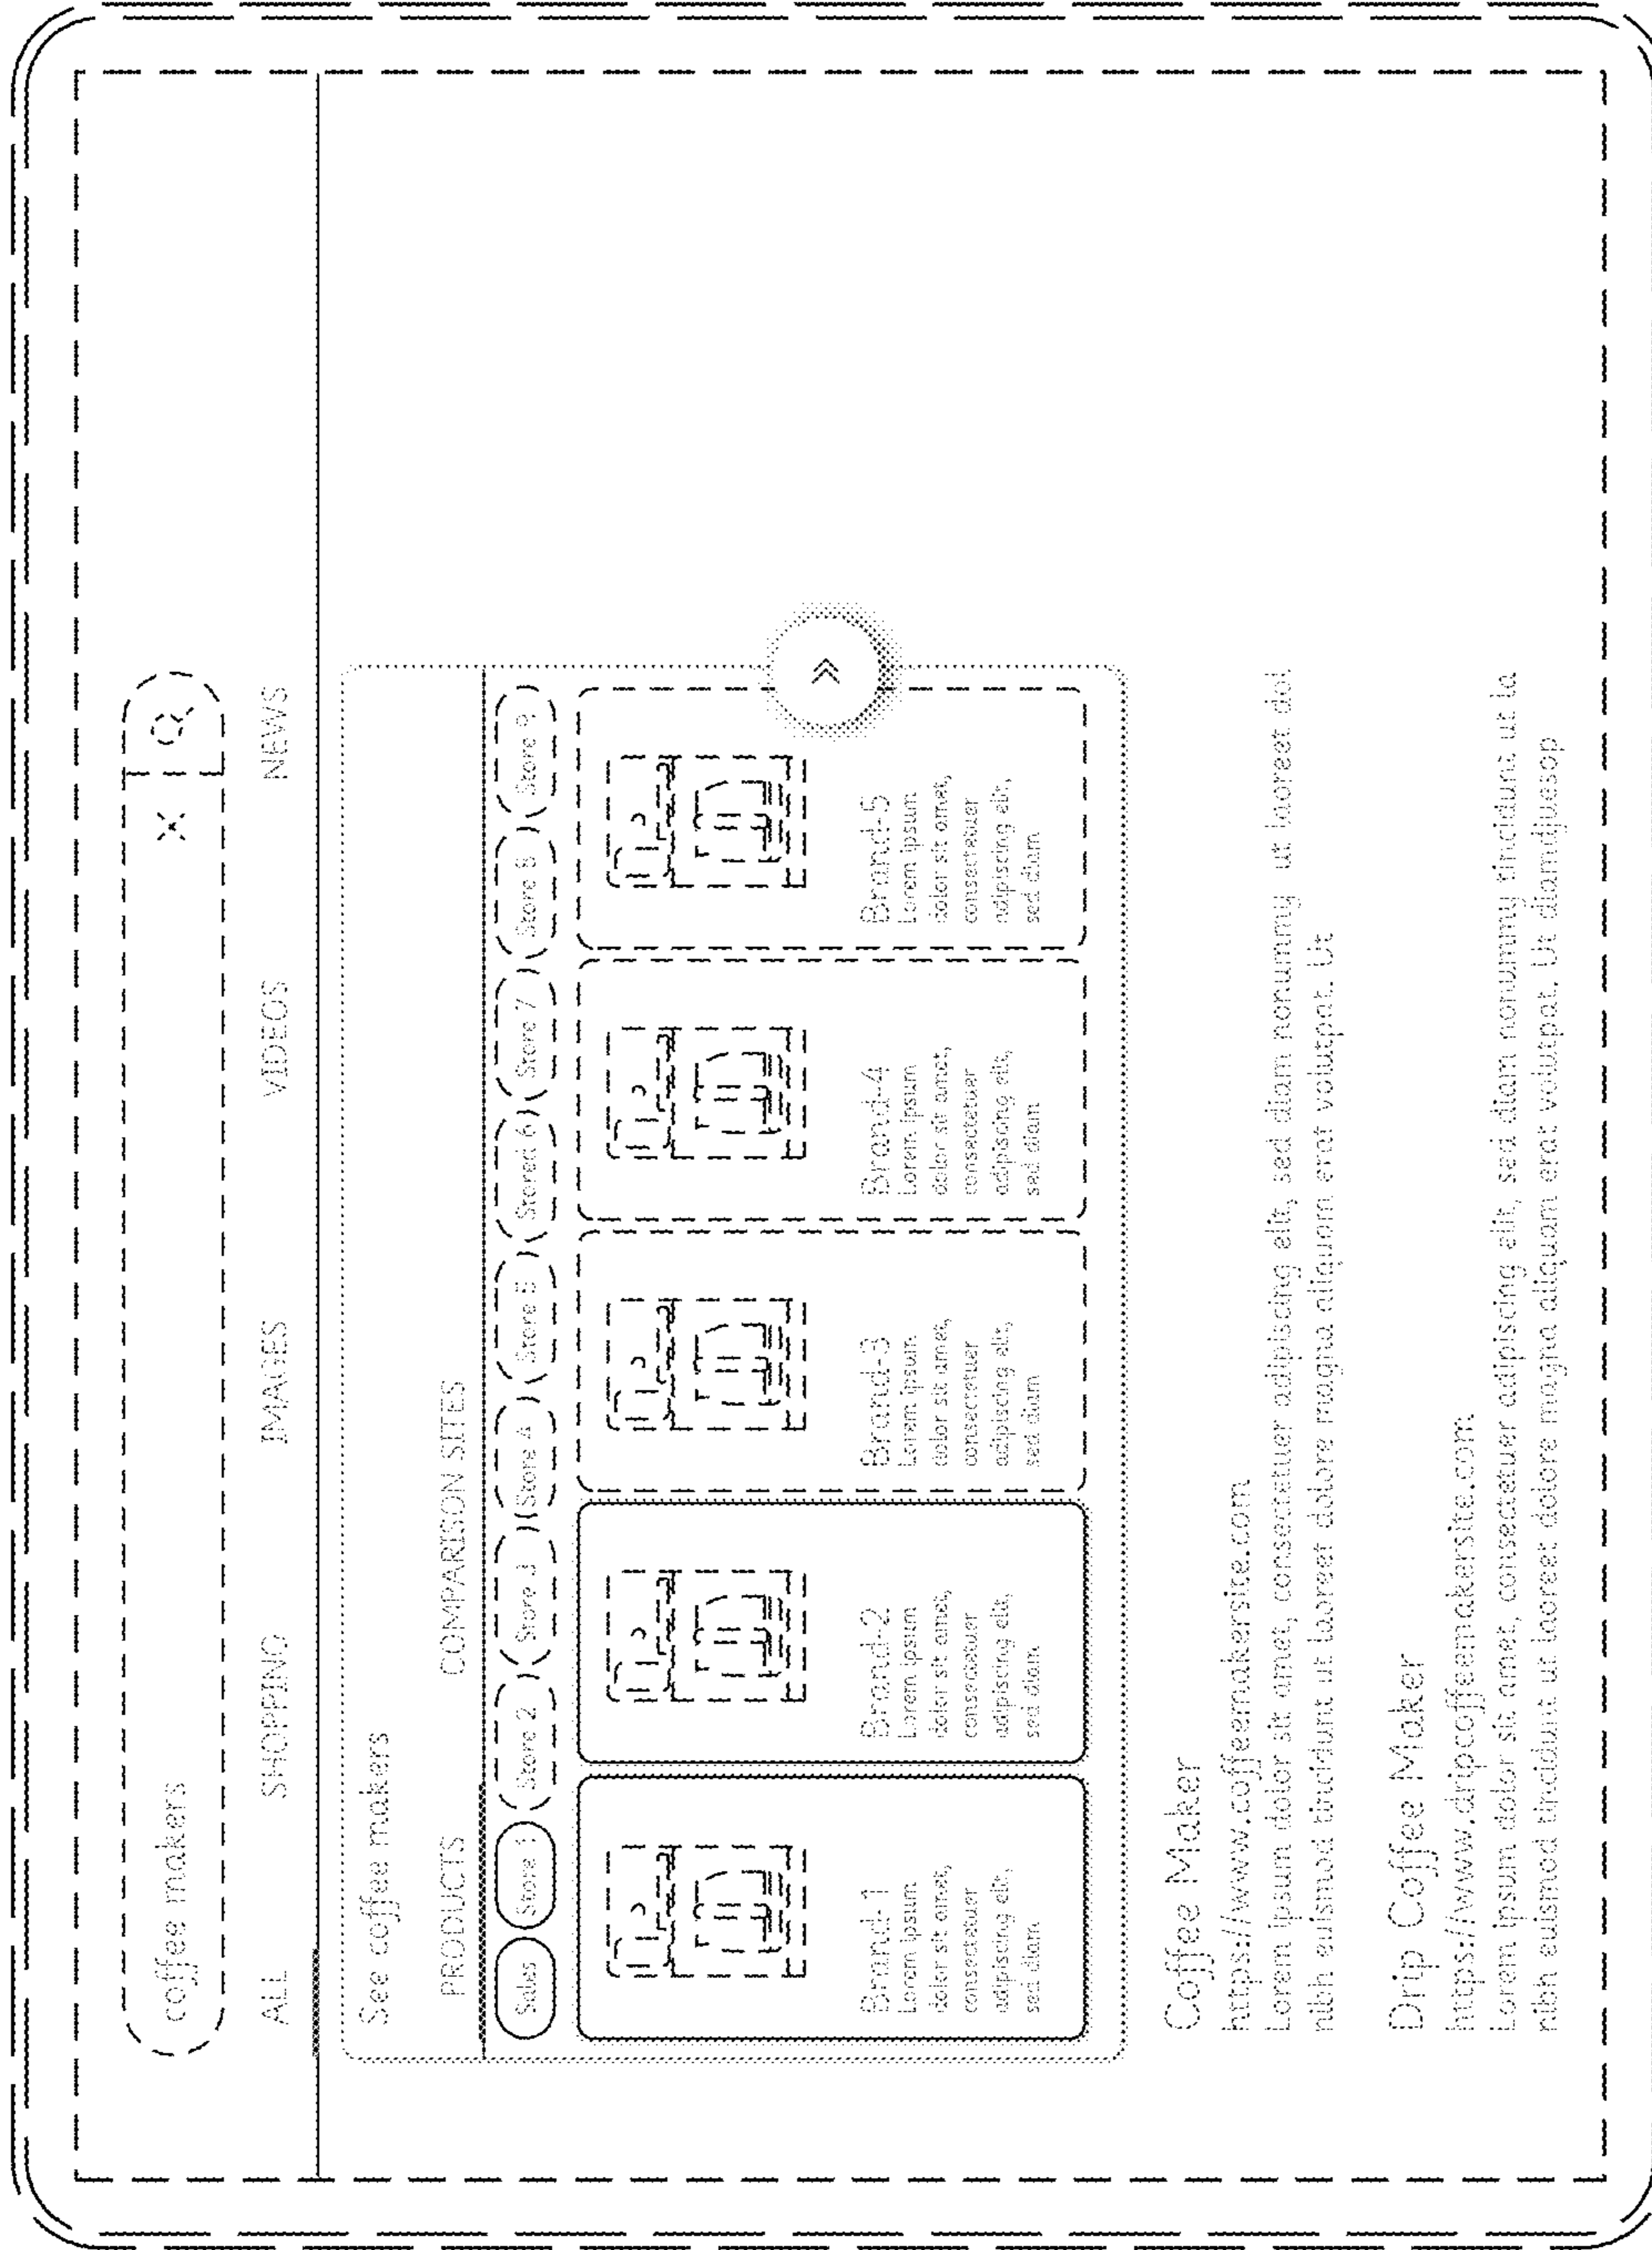 coffee makers X
ALL SHOPPING IMAGES VIDEOS NEWS
See coffee makers
PRODUCTS COMPARISON SITES
Sales Store 1 Store 2 Store 3 Store 4 Store 5 Stored 6 Store 7 Store 8 Store 9
Brand-1 Brand-2 Brand-3 Brand-4 Brand-5
Lorem ipsum Lorem ipsum Lorem ipsum Lorem ipsum Lorem ipsum
dolor sit amet, dolor sit amet, dolor sit amet, dolor sit amet, dolor sit amet,
consectetuer consectetuer consectetuer consectetuer consectetuer
adipiscing elit, adipiscing elit, adipiscing elit, adipiscing elit, adipiscing elit,
sed diam sed diam sed diam sed diam sed diam
Coffee Maker
https://www.coffeemakersite.com
Lorem ipsum dolor sit amet, consectetuer adipiscing elit, sed diam nonummy ut laoreet dol
nibh euismod tincidunt ut laoreet dolore magna aliquam erat volutpat. Ut
Drip Coffee Maker
https://www.dripcoffeemakersite.com
Lorem ipsum dolor sit amet, consectetuer adipiscing elit, sed diam nonummy tincidunt ut la
nibh euismod tincidunt ut laoreet dolore magna aliquam erat volutpat. Ut diamdjuesop